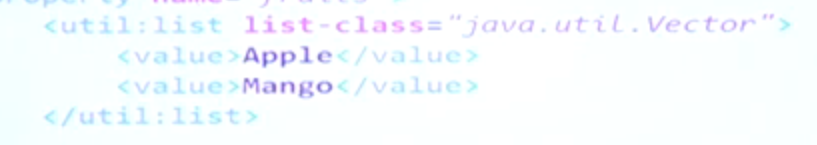 <util:list list-class="java.util.Vector">
<value>Apple</value>
<value>Mango</value>
</util:list>